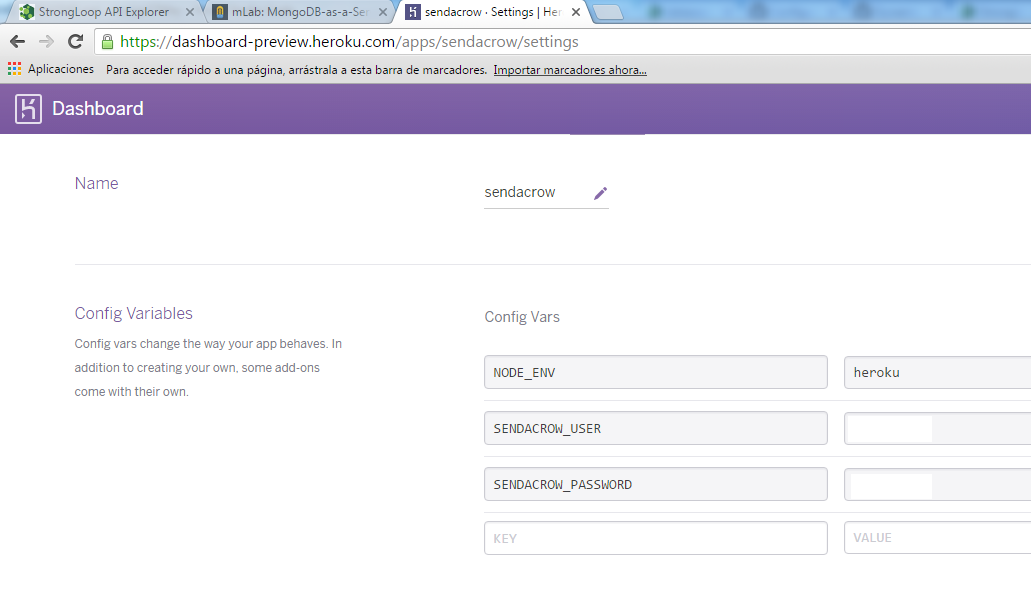 StrongLoop API Explorer
mLab: MongoDB-as-a-Se
sendacrow · Settings | Her
https://dashboard-preview.heroku.com/apps/sendacrow/settings
Aplicaciones Para acceder rápido a una página, arrástrala a esta barra de marcadores. Importar marcadores ahora...
Dashboard
Name
sendacrow
Config Variables
Config vars change the way your app behaves. In
addition to creating your own, some add-ons
come with their own.
Config Vars
NODE_ENV heroku
SENDACROW_USER
SENDACROW_PASSWORD
KEY VALUE